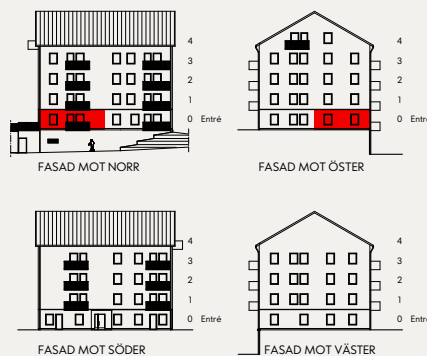 4
3
2
1
0 Entré
FASAD MOT NORR
4
3
2
1
0 Entré
FASAD MOT ÖSTER
4
3
2
1
0 Entré
FASAD MOT SÖDER
4
3
2
1
0 Entré
FASAD MOT VÄSTER